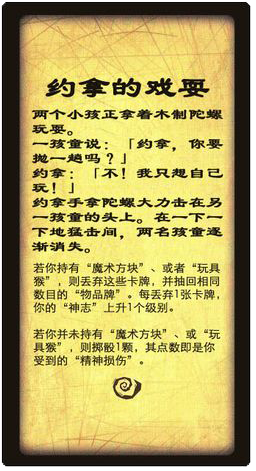 约拿的戏耍
两个小孩正拿着木制陀螺
玩耍。
一孩童说：「约拿，你要
抛一趟吗？」
约拿：「不！我只想自己
玩！」
约拿手拿陀螺大力击在另
一孩童的头上。在一下一
下地猛击间，两名孩童逐
渐消失。
若你持有“魔术方块”、或者“玩具
猴”，则丢弃这些卡牌，并抽回相同
数目的“物品牌”。每丢弃1张卡牌，
你的“神志”上升1个级别。
若你并未持有“魔术方块”、或“玩
具猴”，则掷骰1颗，其点数即是你
受到的“精神损伤”。